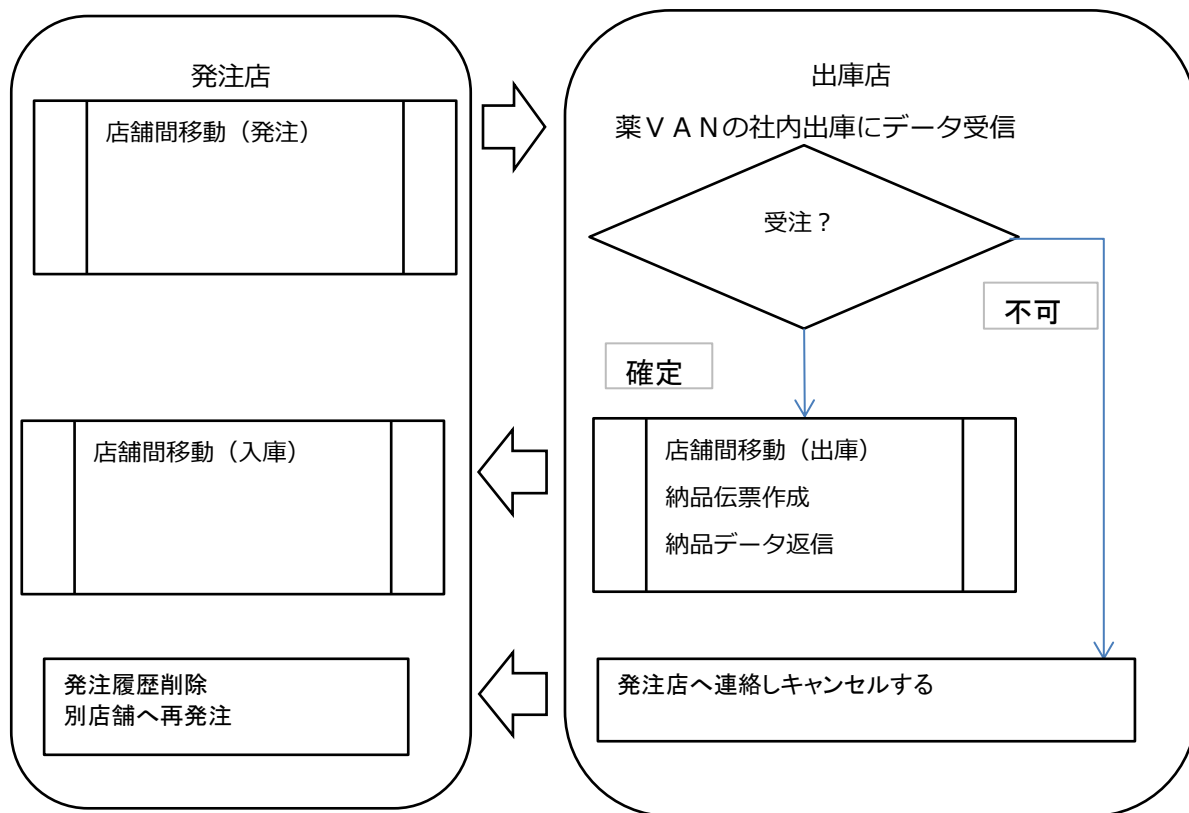 発注店
店舗間移動（発注）
出庫店
薬ＶＡＮの社内出庫にデータ受信
受注？
不可
確定
店舗間移動（出庫）
納品伝票作成
納品データ返信
店舗間移動（入庫）
発注店へ連絡しキャンセルする
発注履歴削除
別店舗へ再発注